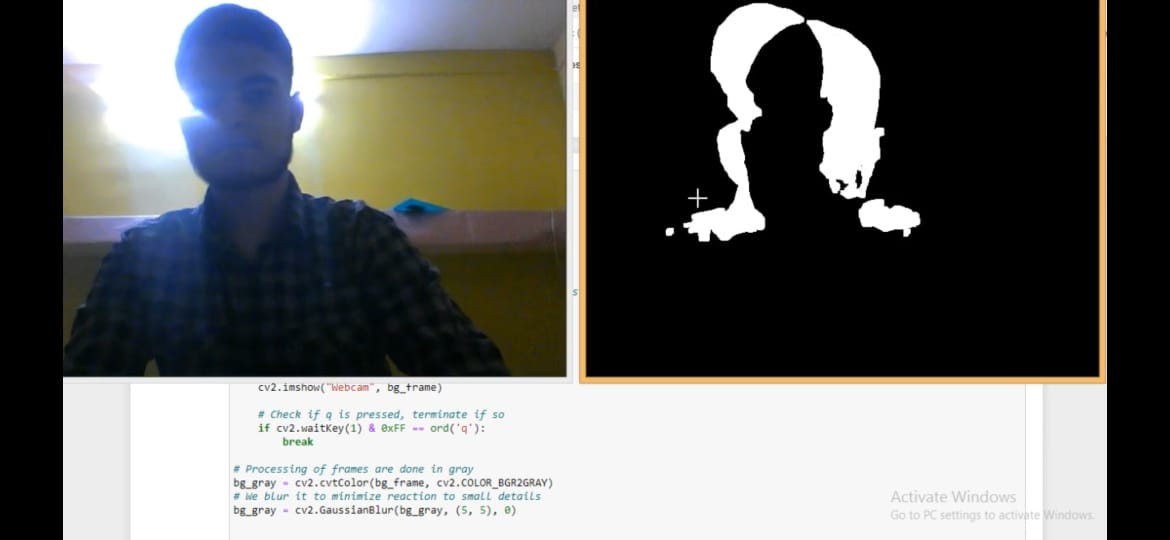 cv2.imshow("Webcam", bg_frame)
# Check if q is pressed, terminate if so
if cv2.waitKey(1) & 0xFF == ord('q'):
break
# Processing of frames are done in gray
bg_gray = cv2.cvtColor(bg_frame, cv2.COLOR_BGR2GRAY)
# We blur it to minimize reaction to small details
bg_gray = cv2.GaussianBlur(bg_gray, (5, 5), 0)
Activate Windows
Go to PC settings to activate Windows.